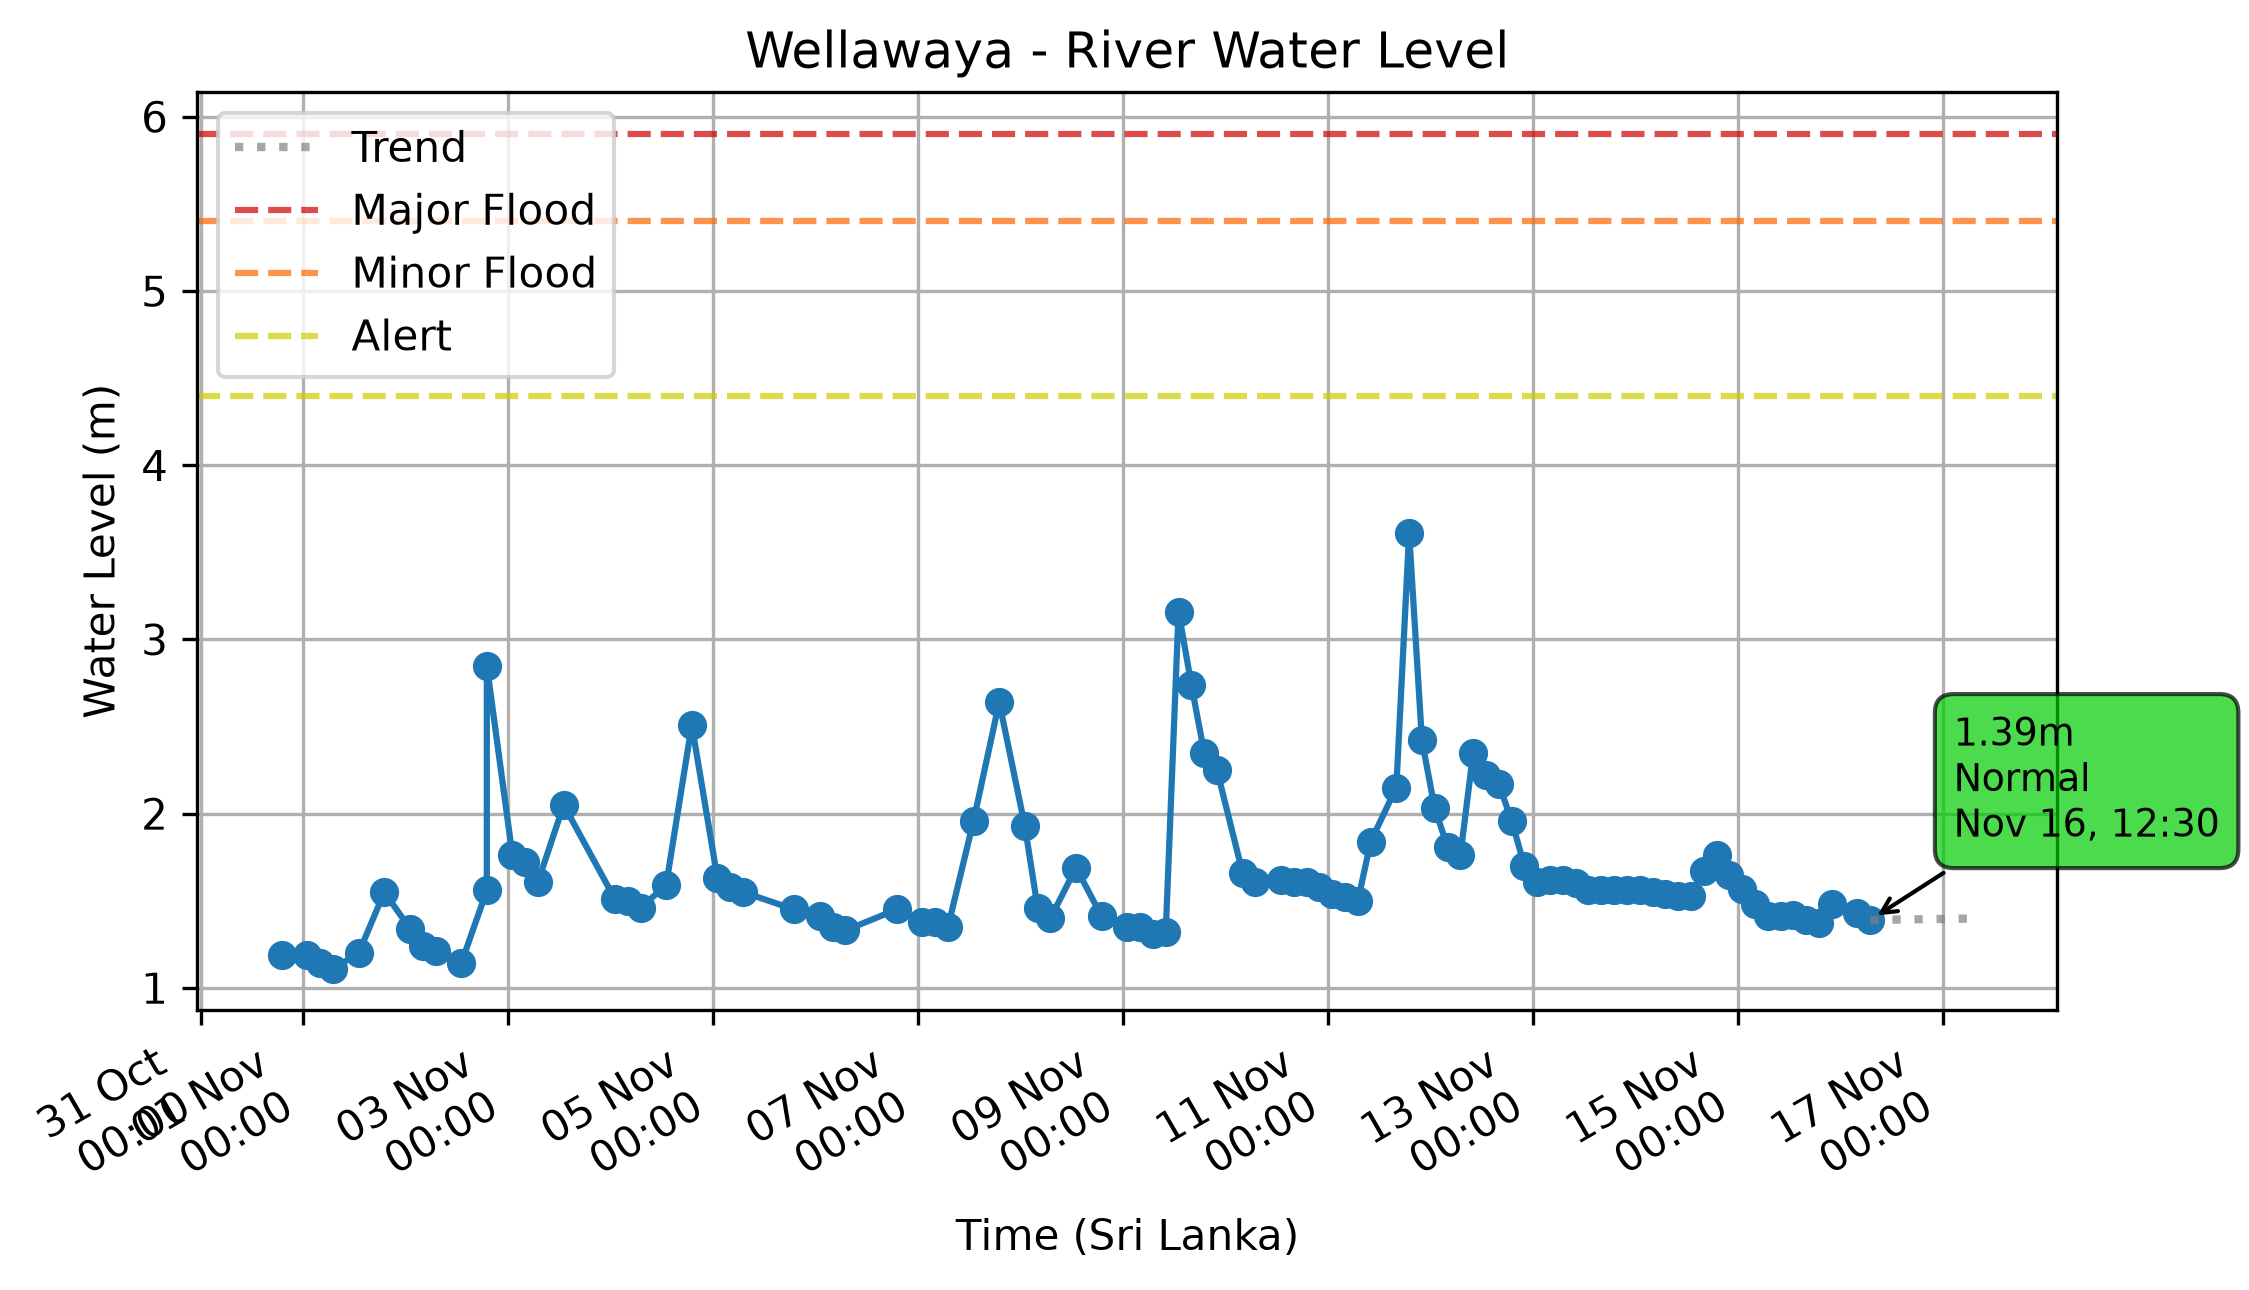 Wellawaya - River Water Level
Trend
Major Flood
Minor Flood
Alert
6
5
4
3
2
1
Water Level (m)
1.39m
Normal
Nov 16, 12:30
31 Oct
00:00
01 Nov
00:00
03 Nov
00:00
05 Nov
00:00
07 Nov
00:00
09 Nov
00:00
11 Nov
00:00
13 Nov
00:00
15 Nov
00:00
17 Nov
00:00
Time (Sri Lanka)